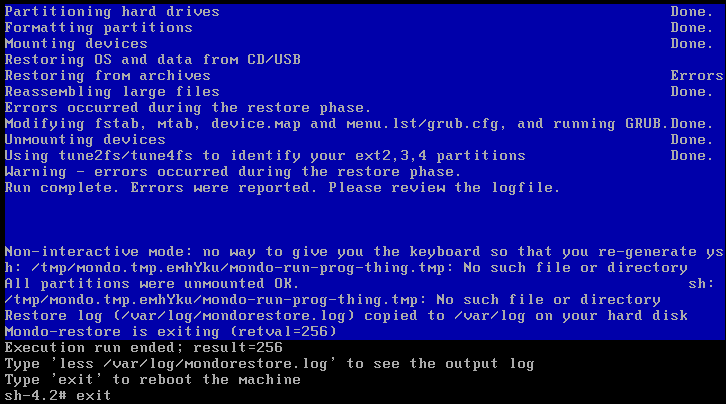 Partitioning hard drives Done.
Formatting partitions Done.
Mounting devices Done.
Restoring OS and data from CD/USB
Restoring from archives Errors
Reassembling large files Done.
Errors occurred during the restore phase.
Modifying fstab, mtab, device.map and menu.lst/grub.cfg, and running GRUB.Done.
Unmounting devices Done.
Using tune2fs/tune4fs to identify your ext2,3,4 partitions Done.
Warning - errors occurred during the restore phase.
Run complete. Errors were reported. Please review the logfile.
Non-interactive mode: no way to give you the keyboard so that you re-generate ys
h: /tmp/mondo.tmp.emhYku/mondo-run-prog-thing.tmp: No such file or directory
All partitions were unmounted OK. sh:
/tmp/mondo.tmp.emhYku/mondo-run-prog-thing.tmp: No such file or directory
Restore log (/var/log/mondorestore.log) copied to /var/log on your hard disk
Mondo-restore is exiting (retval=256)
Execution run ended; result=256
Type 'less /var/log/mondorestore.log' to see the output log
Type 'exit' to reboot the machine
sh-4.2# exit